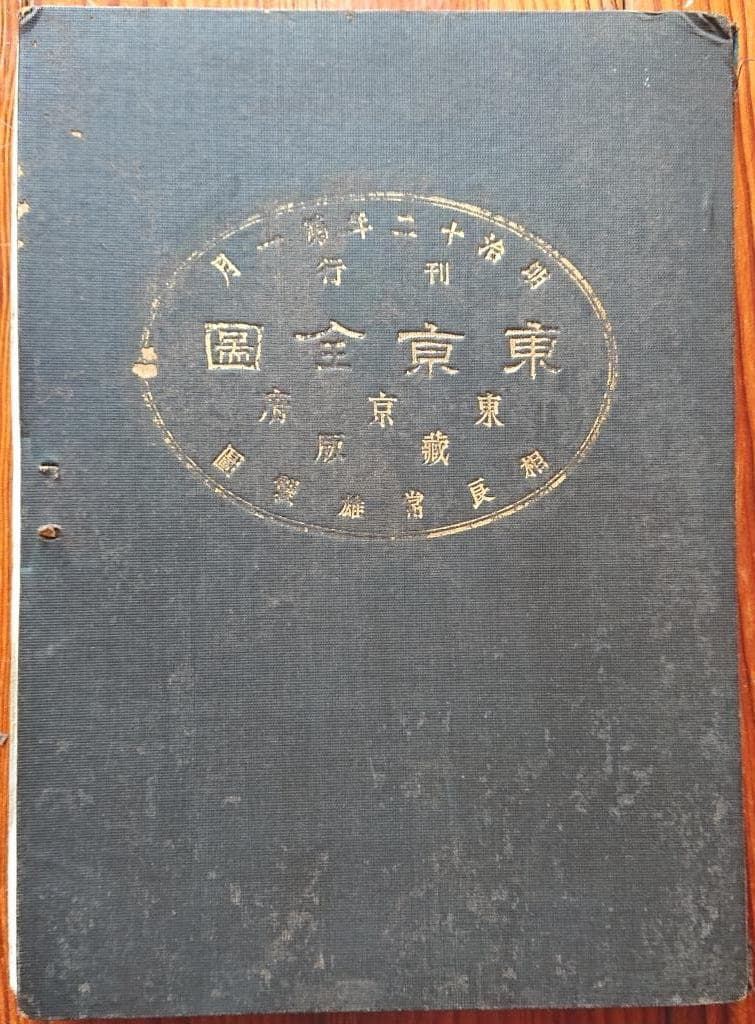 明治十二年 月
刊行
東京全圖
東京府
藏版
相良常雄製圖